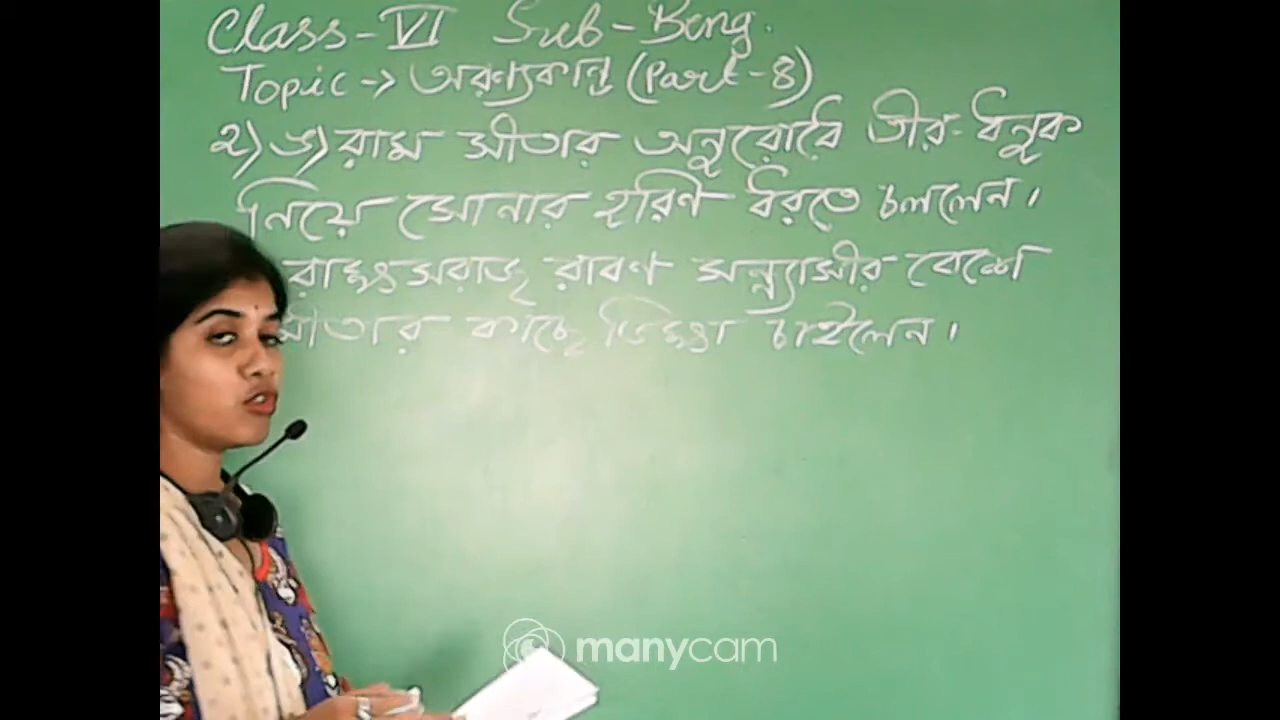 Class - VI Sub - Beng.
Topic -> অরণ্যকান্ড (Part - 8)
২) ঙ) রাম সীতার অনুরোধে তীর-ধনুক
নিয়ে সোনার হরিণ ধরতে চললেন।
রাক্ষসরাজ রাবণ সন্ন্যাসীর বেশে
সীতার কাছে ভিক্ষা চাইলেন।
manycam